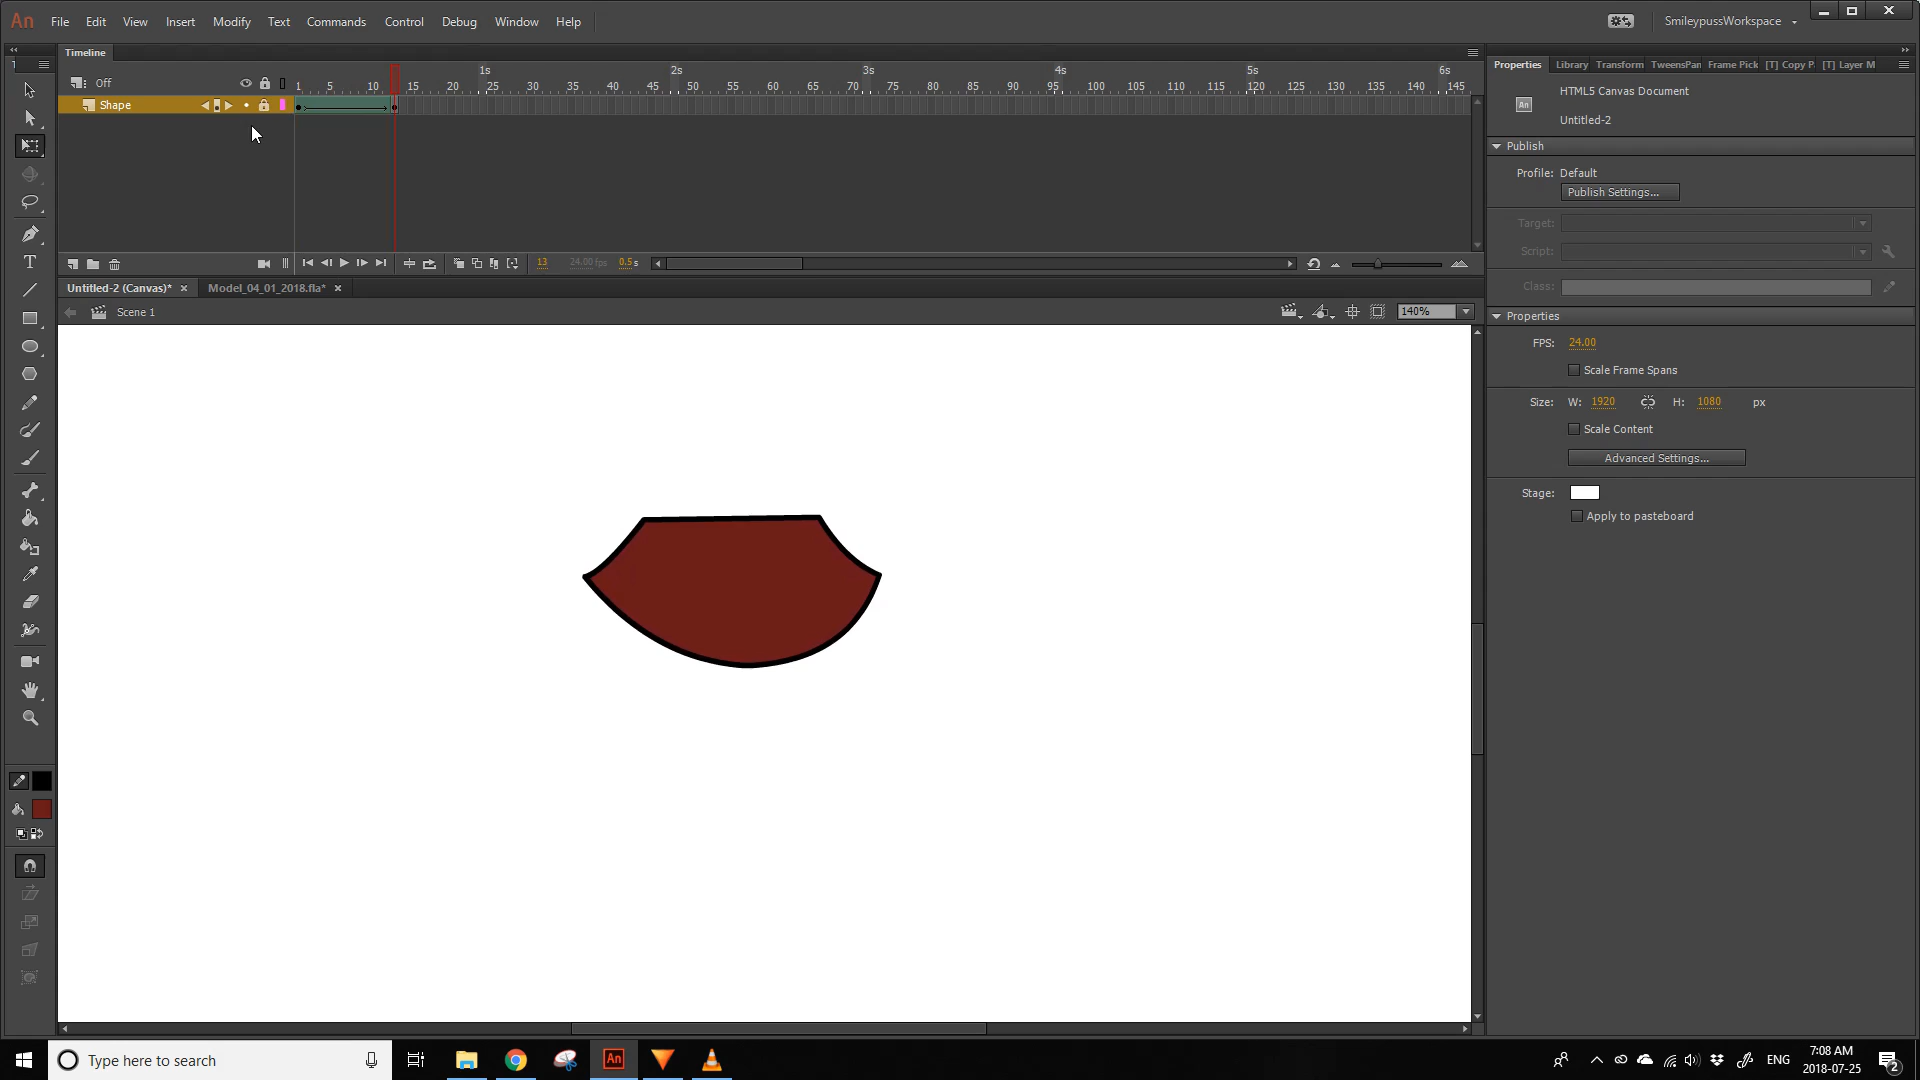 An File Edit View Insert Modify Text Commands Control Debug Window Help SmileypussWorkspace
Timeline
Off 1s 2s 3s 4s 5s 6s
1 5 10 15 20 25 30 35 40 45 50 55 60 65 70 75 80 85 90 95 100 105 110 115 120 125 130 135 140 145
Shape
13 24.00 fps 0.5 s
Untitled-2 (Canvas)* Model_04_01_2018.fla*
Scene 1 140%
Properties Library Transform TweensPan Frame Pick [T] Copy P [T] Layer M
HTML5 Canvas Document
An
Untitled-2
Publish
Profile: Default
Publish Settings...
Target:
Script:
Class:
Properties
FPS: 24.00
Scale Frame Spans
Size: W: 1920 H: 1080 px
Scale Content
Advanced Settings...
Stage:
Apply to pasteboard
T
Type here to search
An
ENG
7:08 AM
2018-07-25
2